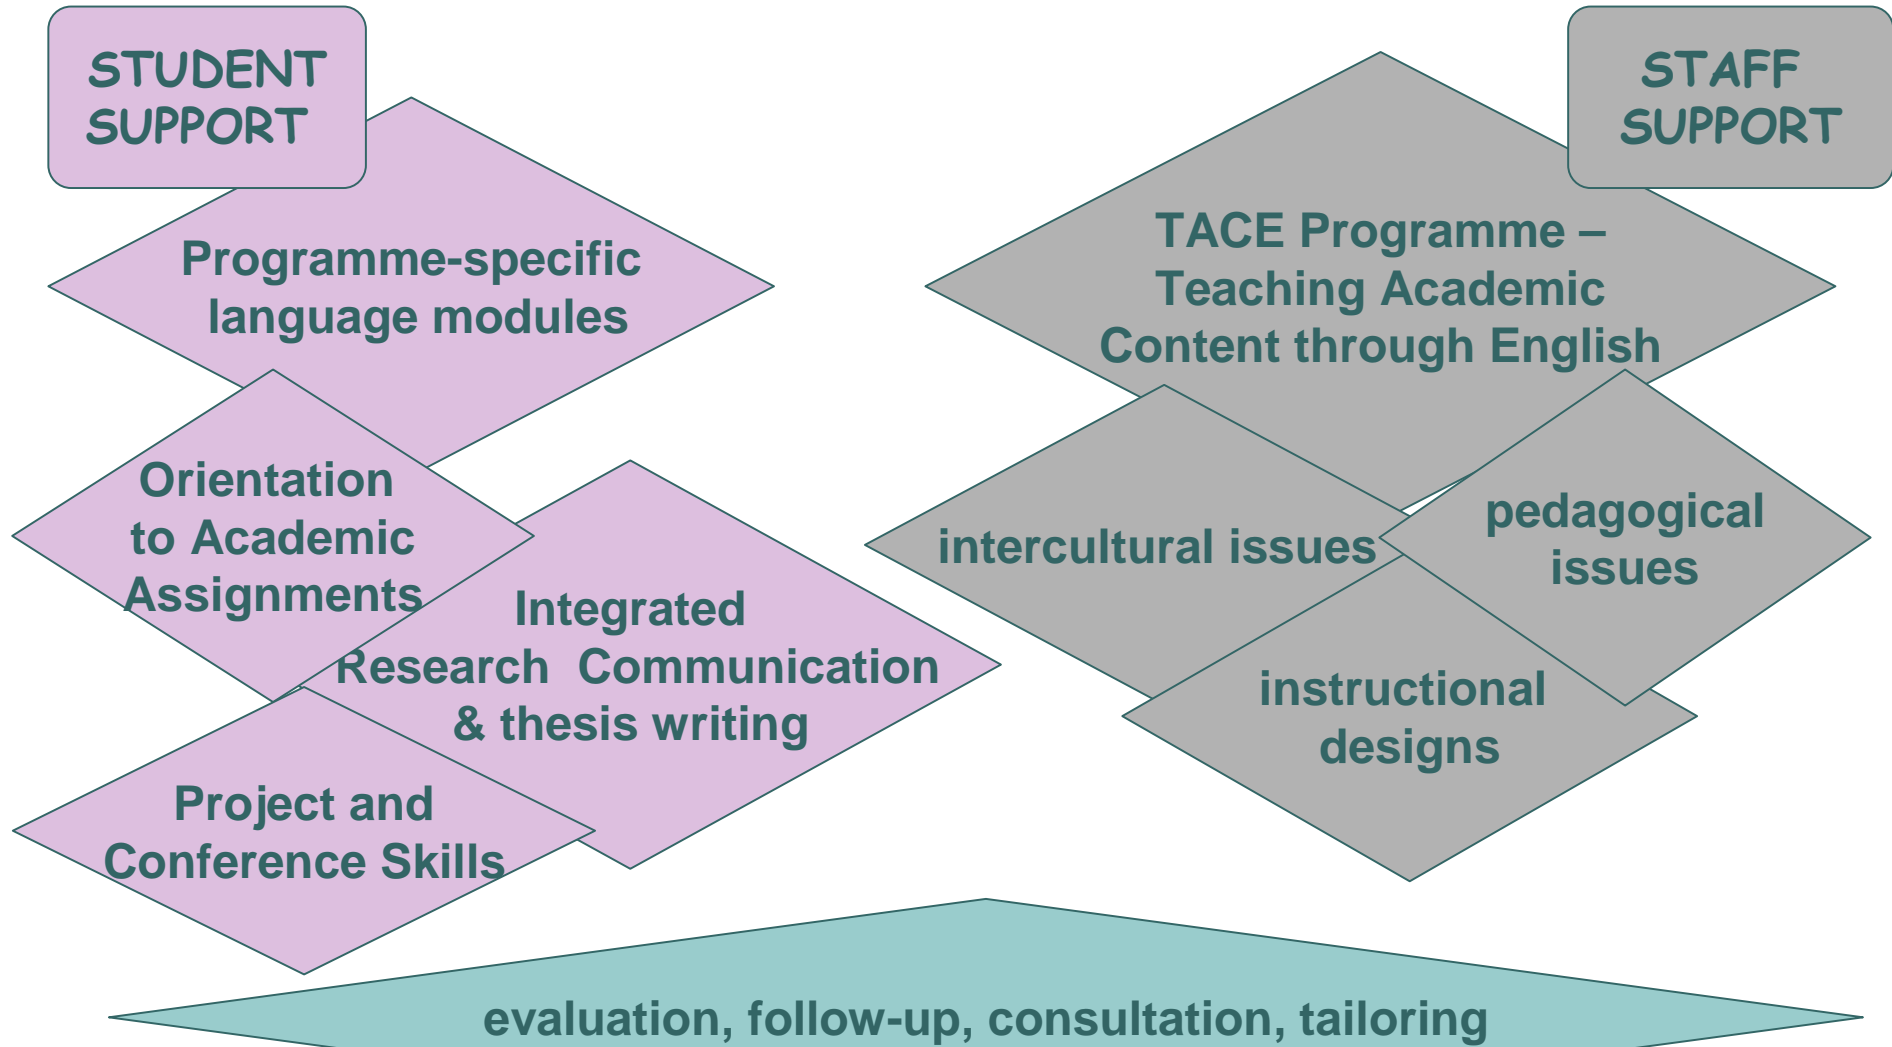 STUDENT
SUPPORT
Programme-specific
language modules
Orientation
to Academic
Assignments
Integrated
Research  Communication
& thesis writing
Project and
Conference Skills
STAFF
SUPPORT
TACE Programme –
Teaching Academic
Content through English
intercultural issues
pedagogical
issues
instructional
designs
evaluation, follow-up, consultation, tailoring